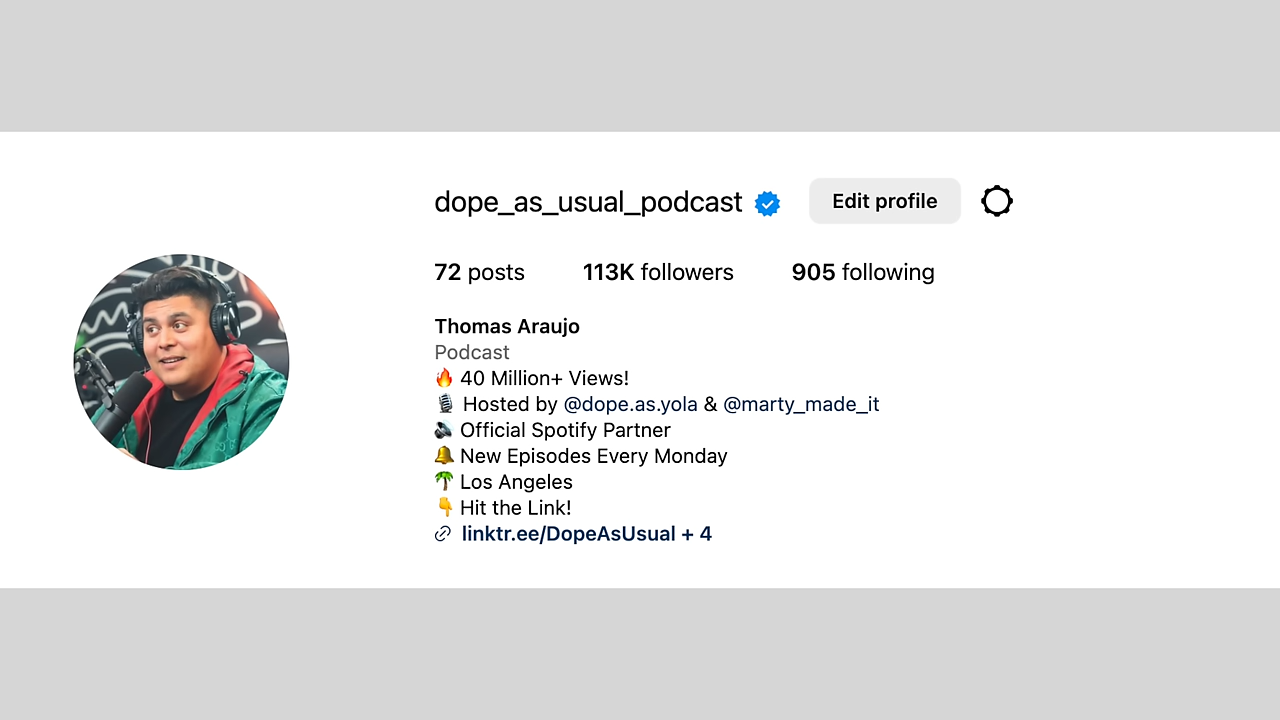 dope_as_usual_podcast Edit profile
72 posts 113K followers 905 following
Thomas Araujo
Podcast
🔥 40 Million+ Views!
🎙️ Hosted by @dope.as.yola & @marty_made_it
🔊 Official Spotify Partner
🔔 New Episodes Every Monday
🌴 Los Angeles
👇 Hit the Link!
linktr.ee/DopeAsUsual + 4